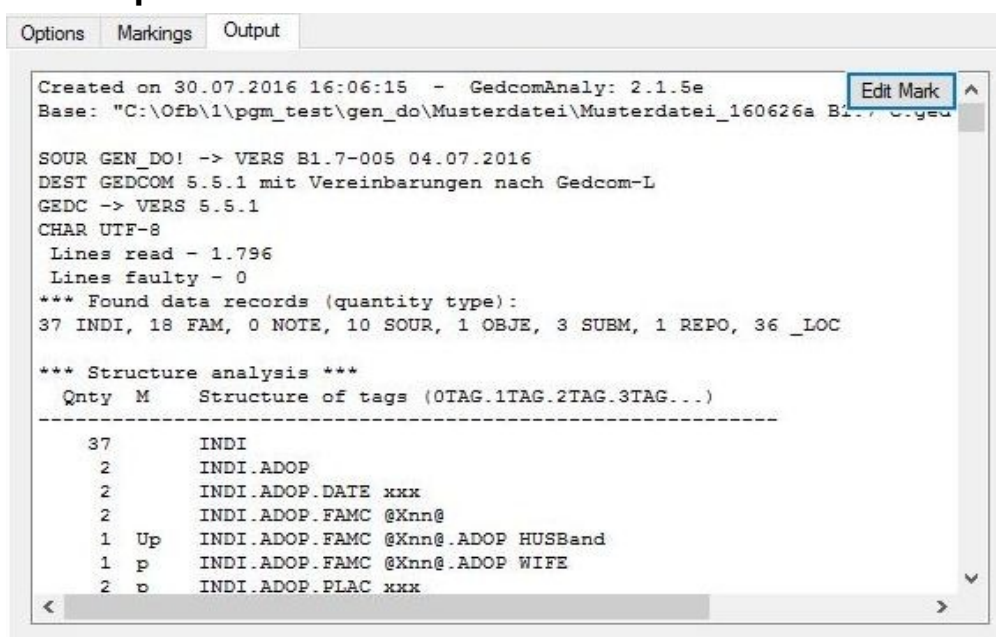 Options Markings Output
Created on 30.07.2016 16:06:15 - GedcomAnaly: 2.1.5e
Edit Mark
Base: "C:\Ofb\1\pgm_test\gen_do\Musterdatei\Musterdatei_160626a
SOUR GEN_DO! -> VERS B1.7-005 04.07.2016
DEST GEDCOM 5.5.1 mit Vereinbarungen nach Gedcom-L
GEDC -> VERS 5.5.1
CHAR UTF-8
Lines read - 1.796
Lines faulty - 0
*** Found data records (quantity type):
37 INDI, 18 FAM, 0 NOTE, 10 SOUR, 1 OBJE, 3 SUBM, 1 REPO, 36 _LOC
*** Structure analysis ***
Qnty M Structure of tags (0TAG.1TAG.2TAG.3TAG...)
------------------------------------------------------------
37 INDI
2 INDI.ADOP
2 INDI.ADOP.DATE xxx
2 INDI.ADOP.FAMC @Xnn@
1 Up INDI.ADOP.FAMC @Xnn@.ADOP HUSBand
1 p INDI.ADOP.FAMC @Xnn@.ADOP WIFE
2 p INDI.ADOP.PLAC xxx